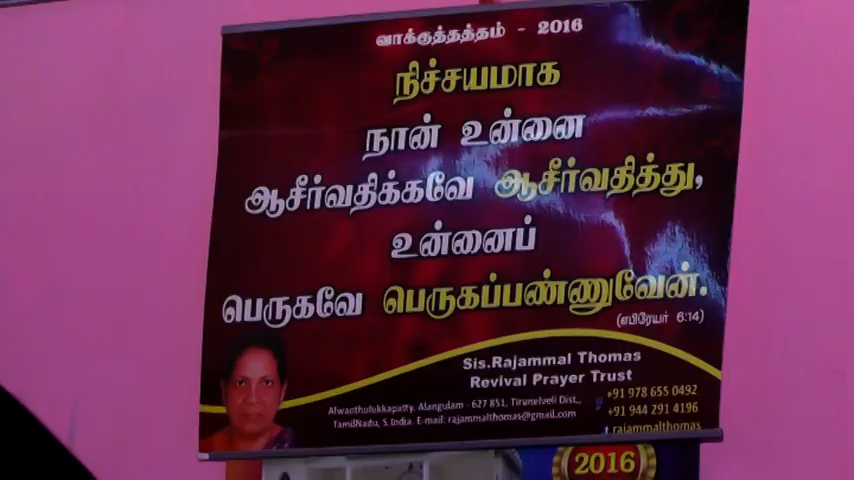 வாக்குத்தத்தம் - 2016
நிச்சயமாக
நான் உன்னை
ஆசீர்வதிக்கவே ஆசீர்வதித்து,
உன்னைப்
பெருகவே பெருகப்பண்ணுவேன்.
(எபிரேயர் 6:14)
Sis.Rajammal Thomas
Revival Prayer Trust
Alwanthulukkapatty, Alangulam - 627 851, Tirunelveli Dist.,
TamilNadu, S.India. E-mail: rajammalthomas@gmail.com
+91 978 655 0492
+91 944 291 4196
rajammalthomas
2016